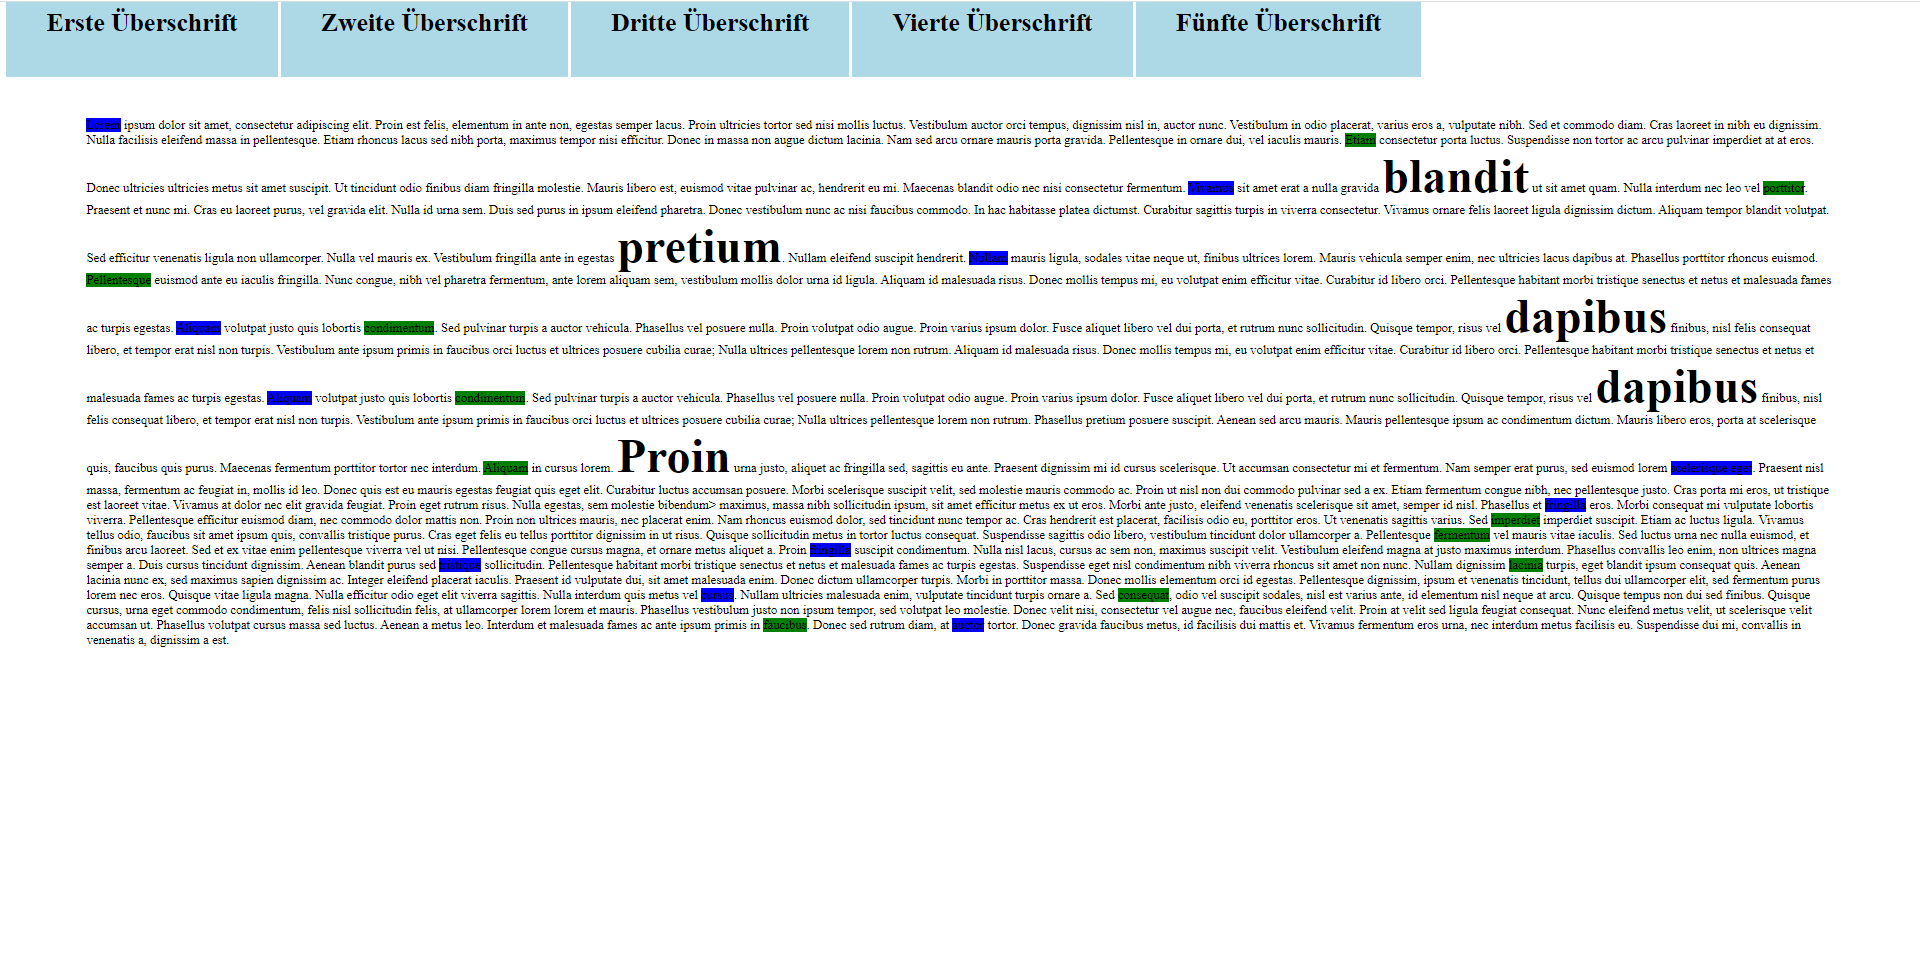 Erste Überschrift Zweite Überschrift Dritte Überschrift Vierte Überschrift Fünfte Überschrift
Lorem ipsum dolor sit amet, consectetur adipiscing elit. Proin est felis, elementum in ante non, egestas semper lacus. Proin ultricies tortor sed nisi mollis luctus. Vestibulum auctor orci tempus, dignissim nisl in, auctor nunc. Vestibulum in odio placerat, varius eros a, vulputate nibh. Sed et commodo diam. Cras laoreet in nibh eu dignissim.
Nulla facilisis eleifend massa in pellentesque. Etiam rhoncus lacus sed nibh porta, maximus tempor nisi efficitur. Donec in massa non augue dictum lacinia. Nam sed arcu ornare mauris porta gravida. Pellentesque in ornare dui, vel iaculis mauris. Etiam consectetur porta luctus. Suspendisse non tortor ac arcu pulvinar imperdiet at at eros.
Donec ultricies ultricies metus sit amet suscipit. Ut tincidunt odio finibus diam fringilla molestie. Mauris libero est, euismod vitae pulvinar ac, hendrerit eu mi. Maecenas blandit odio nec nisi consectetur fermentum. Vivamus sit amet erat a nulla gravida blandit ut sit amet quam. Nulla interdum nec leo vel porttitor.
Praesent et nunc mi. Cras eu laoreet purus, vel gravida elit. Nulla id urna sem. Duis sed purus in ipsum eleifend pharetra. Donec vestibulum nunc ac nisi faucibus commodo. In hac habitasse platea dictumst. Curabitur sagittis turpis in viverra consectetur. Vivamus ornare felis laoreet ligula dignissim dictum. Aliquam tempor blandit volutpat.
Sed efficitur venenatis ligula non ullamcorper. Nulla vel mauris ex. Vestibulum fringilla ante in egestas pretium. Nullam eleifend suscipit hendrerit. Nullam mauris ligula, sodales vitae neque ut, finibus ultrices lorem. Mauris vehicula semper enim, nec ultricies lacus dapibus at. Phasellus porttitor rhoncus euismod.
Pellentesque euismod ante eu iaculis fringilla. Nunc congue, nibh vel pharetra fermentum, ante lorem aliquam sem, vestibulum mollis dolor urna id ligula. Aliquam id malesuada risus. Donec mollis tempus mi, eu volutpat enim efficitur vitae. Curabitur id libero orci. Pellentesque habitant morbi tristique senectus et netus et malesuada fames
ac turpis egestas. Aliquam volutpat justo quis lobortis condimentum. Sed pulvinar turpis a auctor vehicula. Phasellus vel posuere nulla. Proin volutpat odio augue. Proin varius ipsum dolor. Fusce aliquet libero vel dui porta, et rutrum nunc sollicitudin. Quisque tempor, risus vel dapibus finibus, nisl felis consequat
libero, et tempor erat nisl non turpis. Vestibulum ante ipsum primis in faucibus orci luctus et ultrices posuere cubilia curae; Nulla ultrices pellentesque lorem non rutrum. Aliquam id malesuada risus. Donec mollis tempus mi, eu volutpat enim efficitur vitae. Curabitur id libero orci. Pellentesque habitant morbi tristique senectus et netus et
malesuada fames ac turpis egestas. Aliquam volutpat justo quis lobortis condimentum. Sed pulvinar turpis a auctor vehicula. Phasellus vel posuere nulla. Proin volutpat odio augue. Proin varius ipsum dolor. Fusce aliquet libero vel dui porta, et rutrum nunc sollicitudin. Quisque tempor, risus vel dapibus finibus, nisl
felis consequat libero, et tempor erat nisl non turpis. Vestibulum ante ipsum primis in faucibus orci luctus et ultrices posuere cubilia curae; Nulla ultrices pellentesque lorem non rutrum. Phasellus pretium posuere suscipit. Aenean sed arcu mauris. Mauris pellentesque ipsum ac condimentum dictum. Mauris libero eros, porta at scelerisque
quis, faucibus quis purus. Maecenas fermentum porttitor tortor nec interdum. Aliquam in cursus lorem. Proin urna justo, aliquet ac fringilla sed, sagittis eu ante. Praesent dignissim mi id cursus scelerisque. Ut accumsan consectetur mi et fermentum. Nam semper erat purus, sed euismod lorem scelerisque eget. Praesent nisl
massa, fermentum ac feugiat in, mollis id leo. Donec quis est eu mauris egestas feugiat quis eget elit. Curabitur luctus accumsan posuere. Morbi scelerisque suscipit velit, sed molestie mauris commodo ac. Proin ut nisl non dui commodo pulvinar sed a ex. Etiam fermentum congue nibh, nec pellentesque justo. Cras porta mi eros, ut tristique
est laoreet vitae. Vivamus at dolor nec elit gravida feugiat. Proin eget rutrum risus. Nulla egestas, sem molestie bibendum> maximus, massa nibh sollicitudin ipsum, sit amet efficitur metus ex ut eros. Morbi ante justo, eleifend venenatis scelerisque sit amet, semper id nisl. Phasellus et fringilla eros. Morbi consequat mi vulputate lobortis
viverra. Pellentesque efficitur euismod diam, nec commodo dolor mattis non. Proin non ultrices mauris, nec placerat enim. Nam rhoncus euismod dolor, sed tincidunt nunc tempor ac. Cras hendrerit est placerat, facilisis odio eu, porttitor eros. Ut venenatis sagittis varius. Sed imperdiet imperdiet suscipit. Etiam ac luctus ligula. Vivamus
tellus odio, faucibus sit amet ipsum quis, convallis tristique purus. Cras eget felis eu tellus porttitor dignissim in ut risus. Quisque sollicitudin metus in tortor luctus consequat. Suspendisse sagittis odio libero, vestibulum tincidunt dolor ullamcorper a. Pellentesque fermentum vel mauris vitae iaculis. Sed luctus urna nec nulla euismod, et
finibus arcu laoreet. Sed et ex vitae enim pellentesque viverra vel ut nisi. Pellentesque congue cursus magna, et ornare metus aliquet a. Proin fringilla suscipit condimentum. Nulla nisl lacus, cursus ac sem non, maximus suscipit velit. Vestibulum eleifend magna at justo maximus interdum. Phasellus convallis leo enim, non ultrices magna
semper a. Duis cursus tincidunt dignissim. Aenean blandit purus sed tristique sollicitudin. Pellentesque habitant morbi tristique senectus et netus et malesuada fames ac turpis egestas. Suspendisse eget nisl condimentum nibh viverra rhoncus sit amet non nunc. Nullam dignissim lacinia turpis, eget blandit ipsum consequat quis. Aenean
lacinia nunc ex, sed maximus sapien dignissim ac. Integer eleifend placerat iaculis. Praesent id vulputate dui, sit amet malesuada enim. Donec dictum ullamcorper turpis. Morbi in porttitor massa. Donec mollis elementum orci id egestas. Pellentesque dignissim, ipsum et venenatis tincidunt, tellus dui ullamcorper elit, sed fermentum purus
lorem nec eros. Quisque vitae ligula magna. Nulla efficitur odio eget elit viverra sagittis. Nulla interdum quis metus vel cursus. Nullam ultricies malesuada enim, vulputate tincidunt turpis ornare a. Sed consequat, odio vel suscipit sodales, nisl est varius ante, id elementum nisl neque at arcu. Quisque tempus non dui sed finibus. Quisque
cursus, urna eget commodo condimentum, felis nisl sollicitudin felis, at ullamcorper lorem lorem et mauris. Phasellus vestibulum justo non ipsum tempor, sed volutpat leo molestie. Donec velit nisi, consectetur vel augue nec, faucibus eleifend velit. Proin at velit sed ligula feugiat consequat. Nunc eleifend metus velit, ut scelerisque velit
accumsan ut. Phasellus volutpat cursus massa sed luctus. Aenean a metus leo. Interdum et malesuada fames ac ante ipsum primis in faucibus. Donec sed rutrum diam, at auctor tortor. Donec gravida faucibus metus, id facilisis dui mattis et. Vivamus fermentum eros urna, nec interdum metus facilisis eu. Suspendisse dui mi, convallis in
venenatis a, dignissim a est.